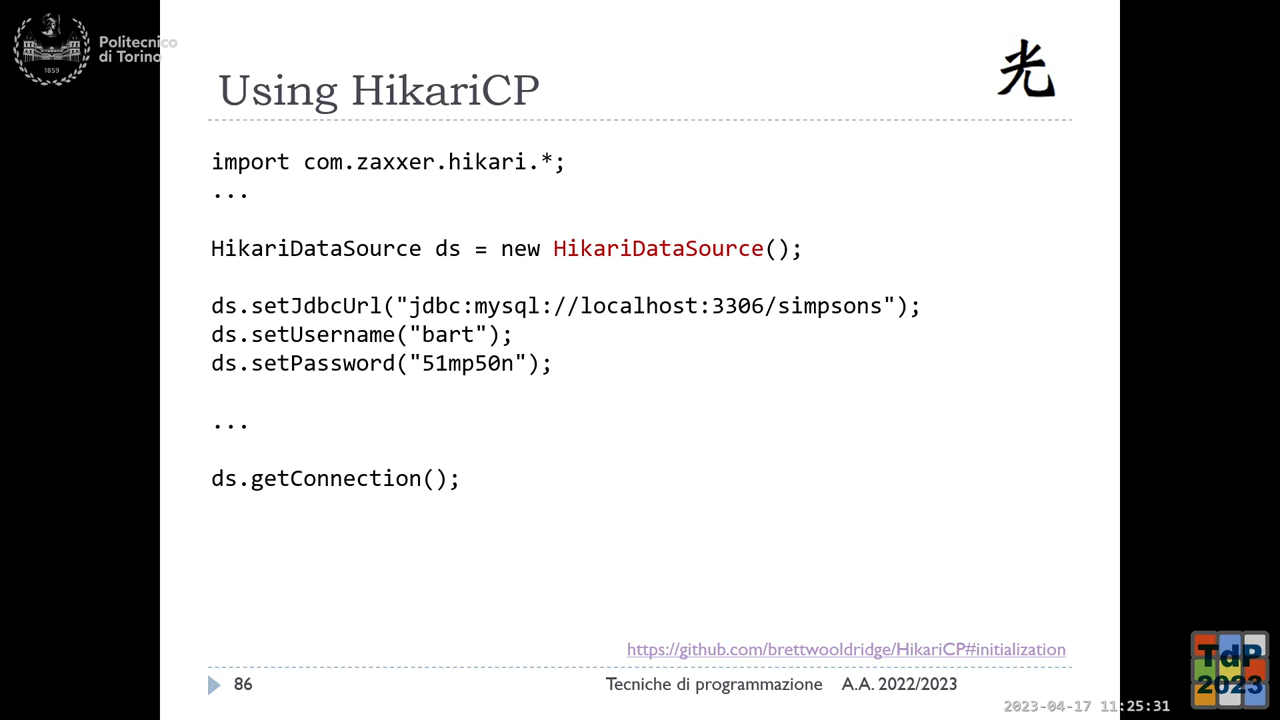 Politecnico
di Torino
1859
Using HikariCP
光
import com.zaxxer.hikari.*;
...
HikariDataSource ds = new HikariDataSource();
ds.setJdbcUrl("jdbc:mysql://localhost:3306/simpsons");
ds.setUsername("bart");
ds.setPassword("51mp50n");
...
ds.getConnection();
https://github.com/brettwooldridge/HikariCP#initialization
86
Tecniche di programmazione A.A. 2022/2023
TdP
2023
2023-04-17 11:25:31